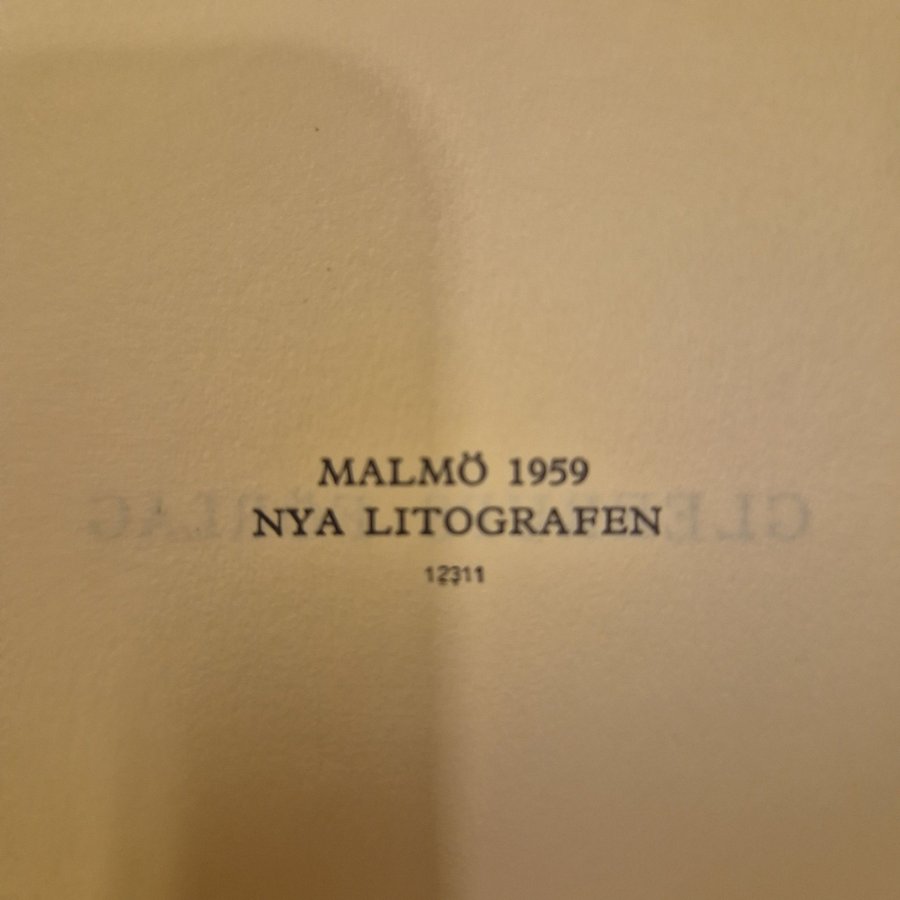 MALMÖ 1959
NYA LITOGRAFEN
12311